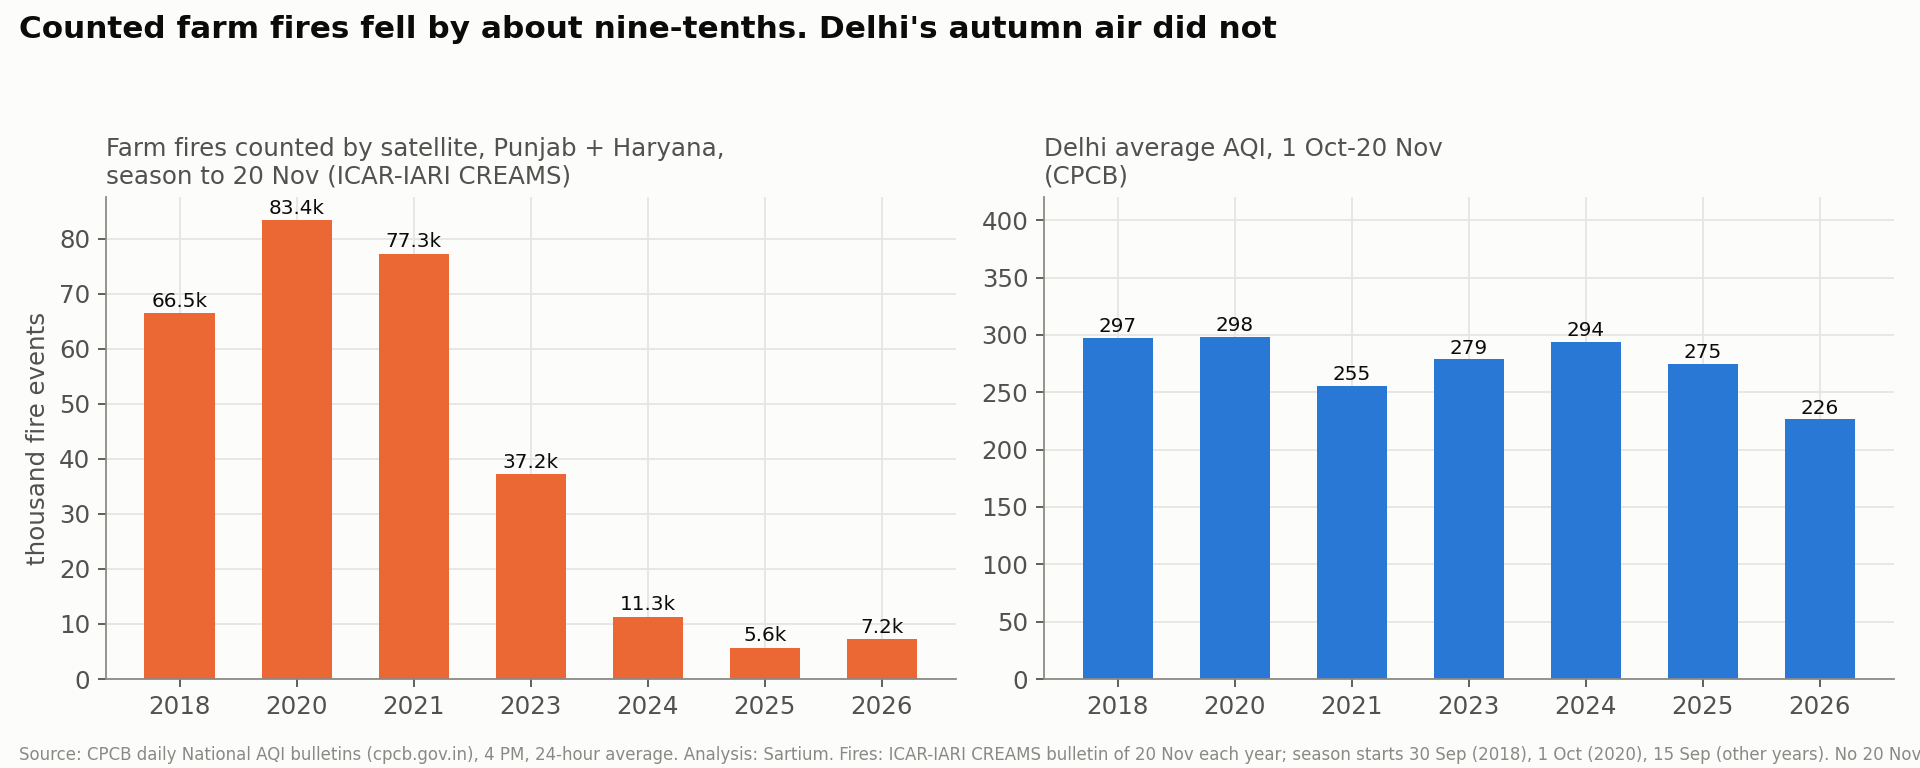 Counted farm fires fell by about nine-tenths. Delhi's autumn air did not
Farm fires counted by satellite, Punjab + Haryana,
season to 20 Nov (ICAR-IARI CREAMS)
thousand fire events
80
70
60
50
40
30
20
10
0
66.5k
83.4k
77.3k
37.2k
11.3k
5.6k
7.2k
2018
2020
2021
2023
2024
2025
2026
Delhi average AQI, 1 Oct-20 Nov
(CPCB)
400
350
300
250
200
150
100
50
0
297
298
255
279
294
275
226
2018
2020
2021
2023
2024
2025
2026
Source: CPCB daily National AQI bulletins (cpcb.gov.in), 4 PM, 24-hour average. Analysis: Sartium. Fires: ICAR-IARI CREAMS bulletin of 20 Nov each year; season starts 30 Sep (2018), 1 Oct (2020), 15 Sep (other years). No 20 Nov